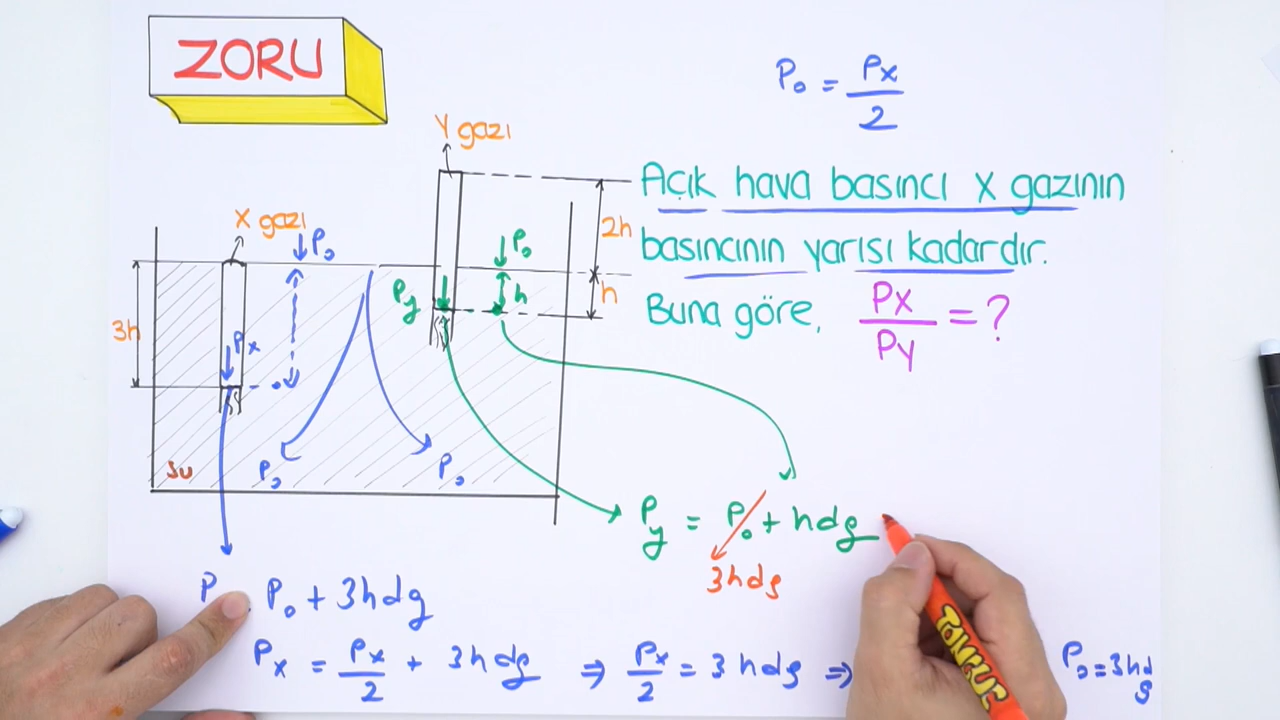 ZORU
P₀ = Px/2
Y gazı
Açık hava basıncı X gazının
X gazı
P₀
P₀
2h
basıncının yarısı kadardır.
Py
h
h
Buna göre, Px/Py = ?
3h
Px
P₀
P₀
Su
Py = P₀ + hdg
3hdg
P P₀ + 3hdg
Px = Px/2 + 3hdg ⇒ Px/2 = 3hdg ⇒
P₀ = 3hdg
TONGUÇ